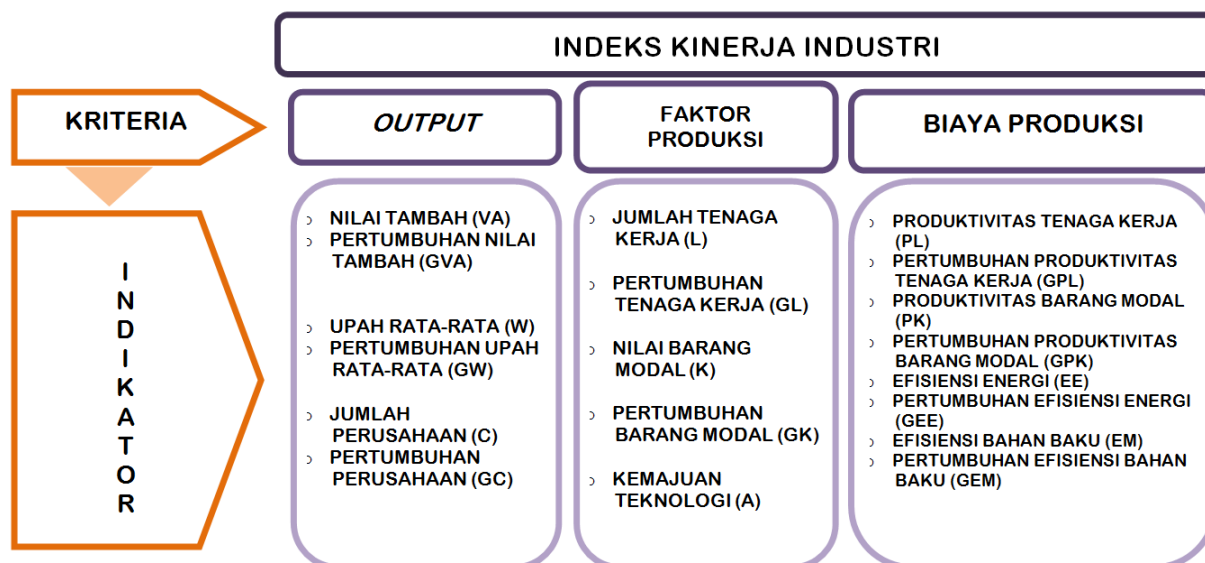 INDEKS KINERJA INDUSTRI
KRITERIA
OUTPUT
FAKTOR
PRODUKSI
BIAYA PRODUKSI
INDIKATOR
NILAI TAMBAH (VA)
PERTUMBUHAN NILAI
TAMBAH (GVA)
UPAH RATA-RATA (W)
PERTUMBUHAN UPAH
RATA-RATA (GW)
JUMLAH
PERUSAHAAN (C)
PERTUMBUHAN
PERUSAHAAN (GC)
JUMLAH TENAGA
KERJA (L)
PERTUMBUHAN
TENAGA KERJA (GL)
NILAI BARANG
MODAL (K)
PERTUMBUHAN
BARANG MODAL (GK)
KEMAJUAN
TEKNOLOGI (A)
PRODUKTIVITAS TENAGA KERJA
(PL)
PERTUMBUHAN PRODUKTIVITAS
TENAGA KERJA (GPL)
PRODUKTIVITAS BARANG MODAL
(PK)
PERTUMBUHAN PRODUKTIVITAS
BARANG MODAL (GPK)
EFISIENSI ENERGI (EE)
PERTUMBUHAN EFISIENSI ENERGI
(GEE)
EFISIENSI BAHAN BAKU (EM)
PERTUMBUHAN EFISIENSI BAHAN
BAKU (GEM)